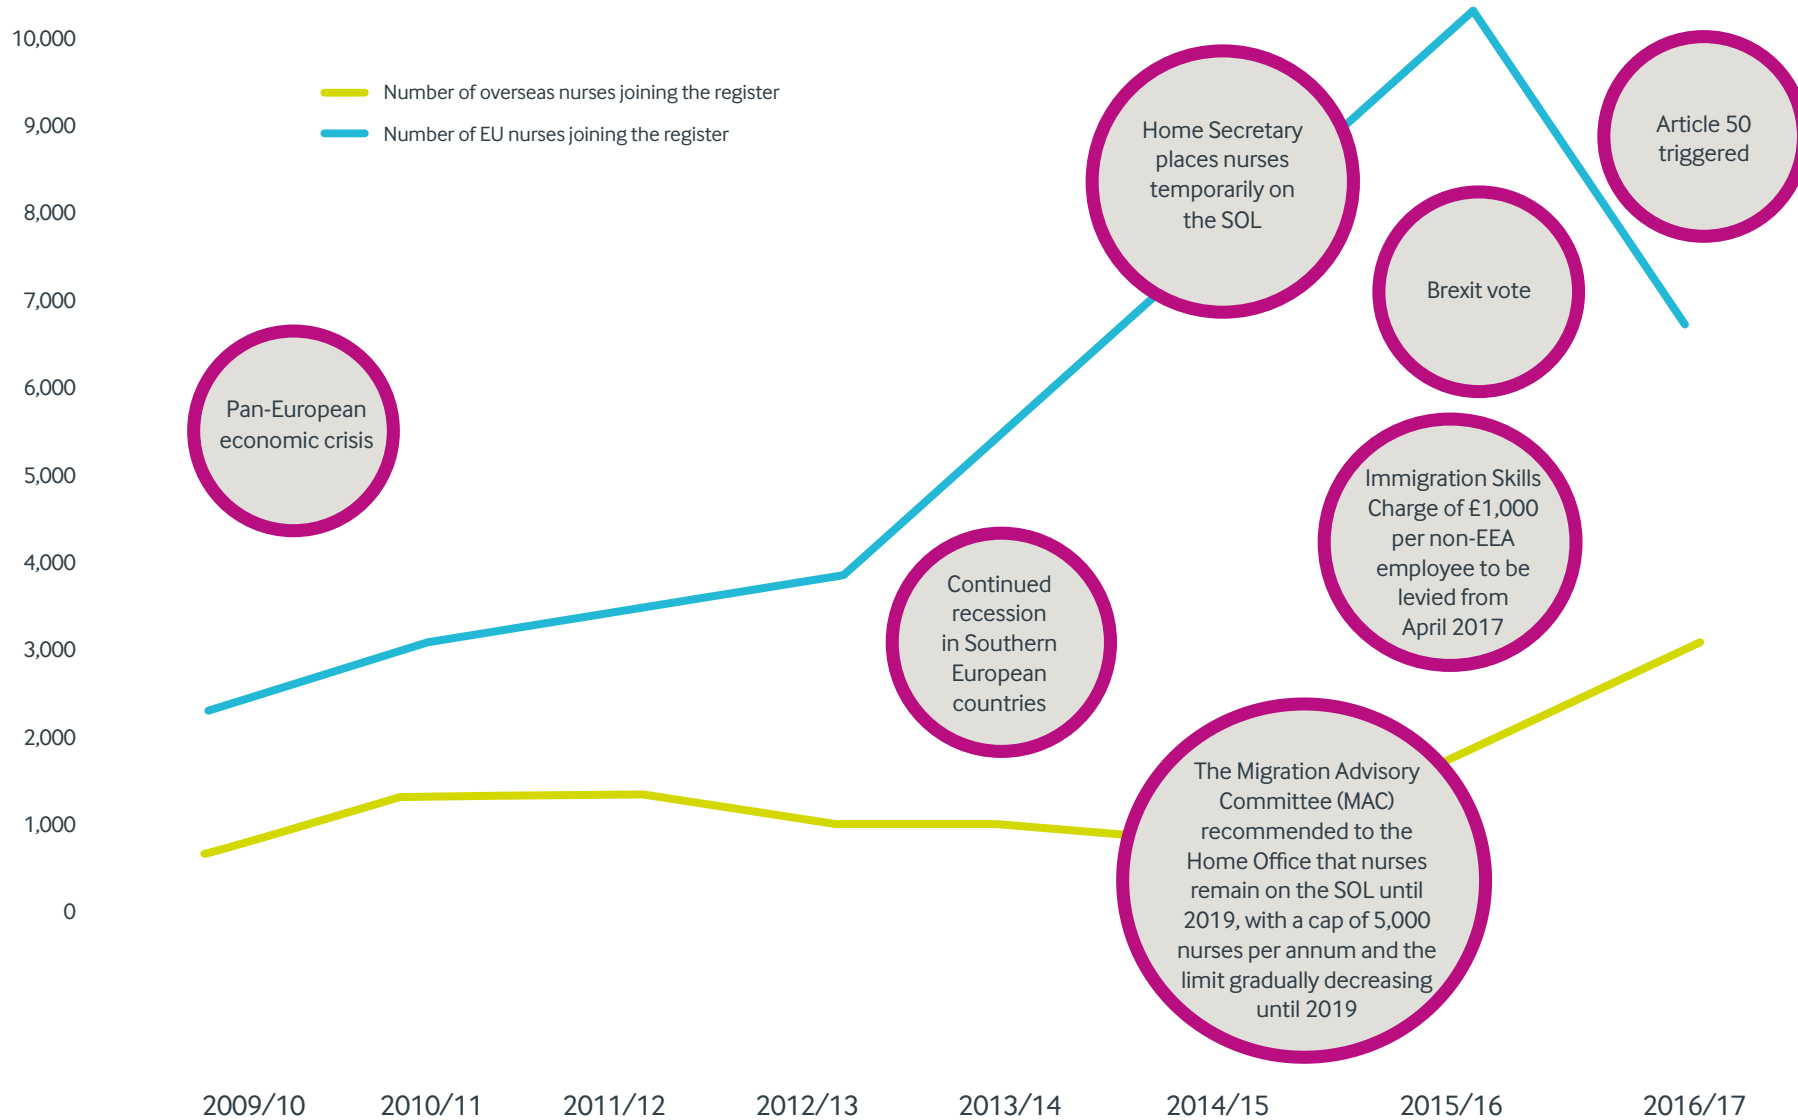 10,000
9,000
8,000
7,000
6,000
5,000
4,000
3,000
2,000
1,000
0
Number of overseas nurses joining the register
Number of EU nurses joining the register
Pan-European
economic crisis
Continued
recession
in Southern
European
countries
Home Secretary
places nurses
temporarily on
the SOL
The Migration Advisory
Committee (MAC)
recommended to the
Home Office that nurses
remain on the SOL until
2019, with a cap of 5,000
nurses per annum and the
limit gradually decreasing
until 2019
Brexit vote
Immigration Skills
Charge of £1,000
per non-EEA
employee to be
levied from
April 2017
Article 50
triggered
2009/10
2010/11
2011/12
2012/13
2013/14
2014/15
2015/16
2016/17